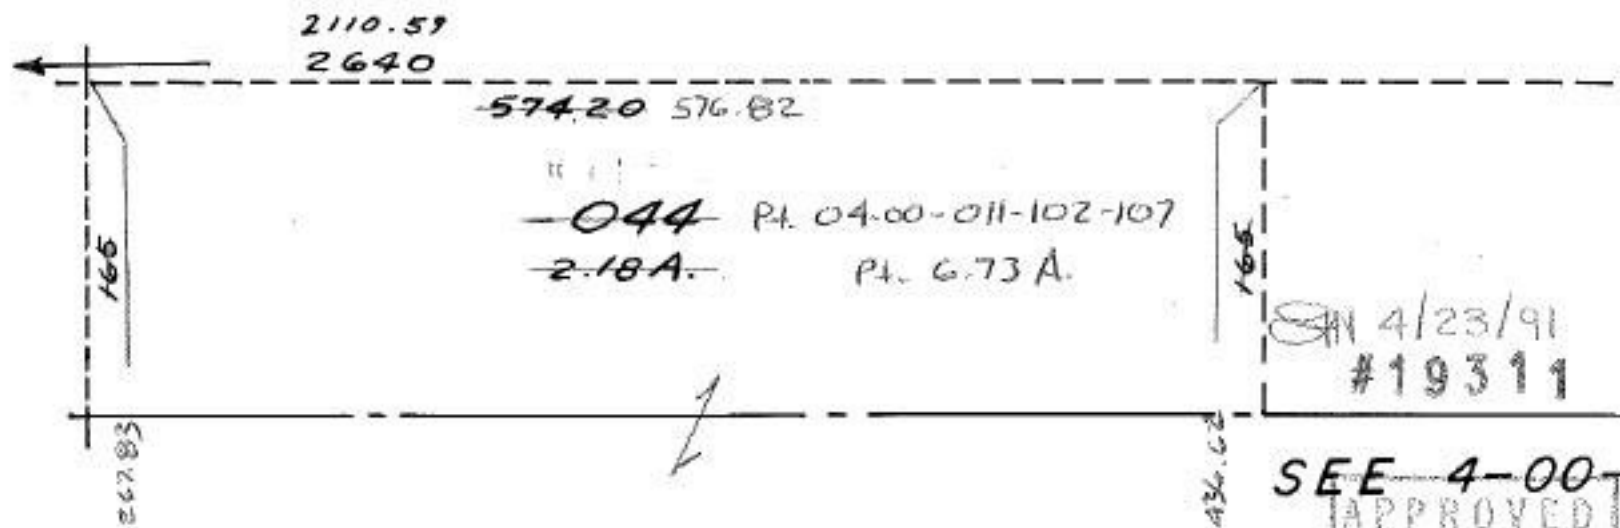 2110.59
2640
574.20 576.82
044 Pt. 04-00-011-102-107
2.18 A. Pt. 6.73 A.
165
165
4/23/91
#19311
267.83
436.62
SEE 4-00-
APPROVED